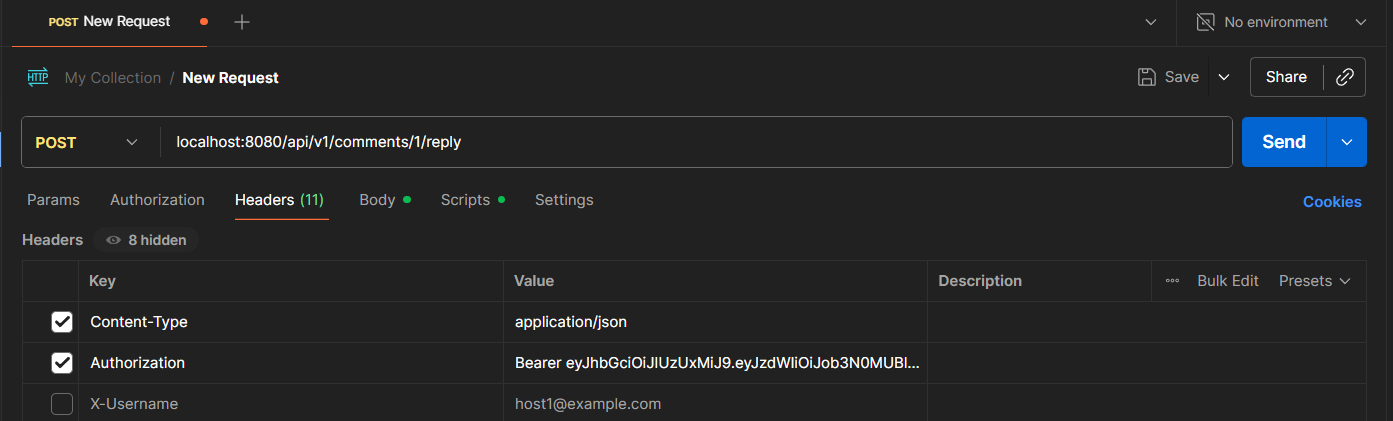 POST New Request
No environment
HTTP My Collection / New Request Save Share
POST localhost:8080/api/v1/comments/1/reply Send
Params Authorization Headers (11) Body Scripts Settings Cookies
Headers 8 hidden
Key Value Description Bulk Edit Presets
Content-Type application/json
Authorization Bearer eyJhbGciOiJIUzUxMiJ9.eyJzdWIiOiJob3N0MUBl...
X-Username host1@example.com